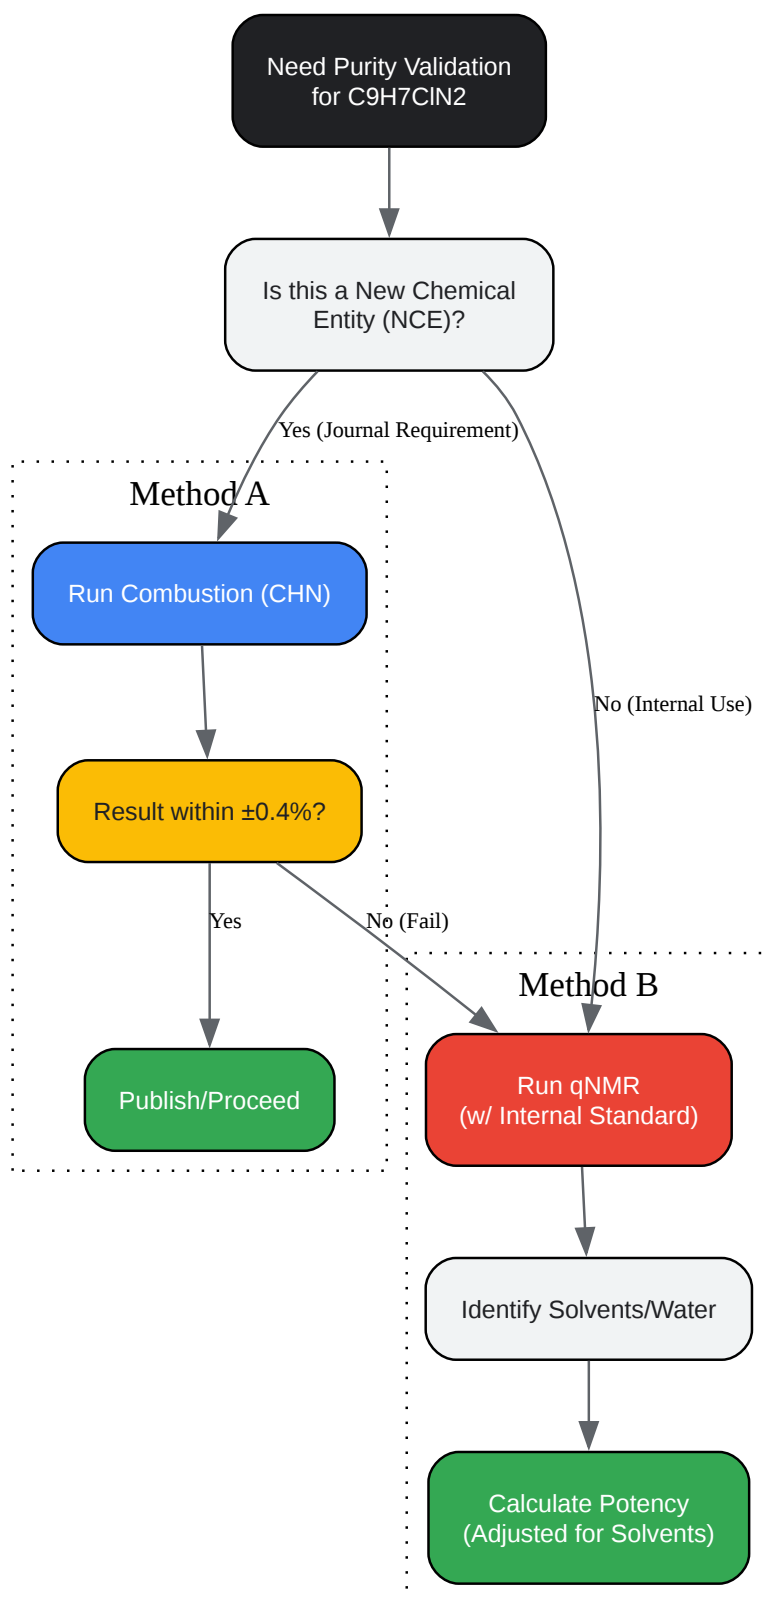 Need Purity Validation
for C9H7ClN2
Is this a New Chemical
Entity (NCE)?
Yes (Journal Requirement)
Method A
Run Combustion (CHN)
No (Internal Use)
Result within ±0.4%?
Yes
No (Fail)
Method B
Run qNMR
(w/ Internal Standard)
Publish/Proceed
Identify Solvents/Water
Calculate Potency
(Adjusted for Solvents)